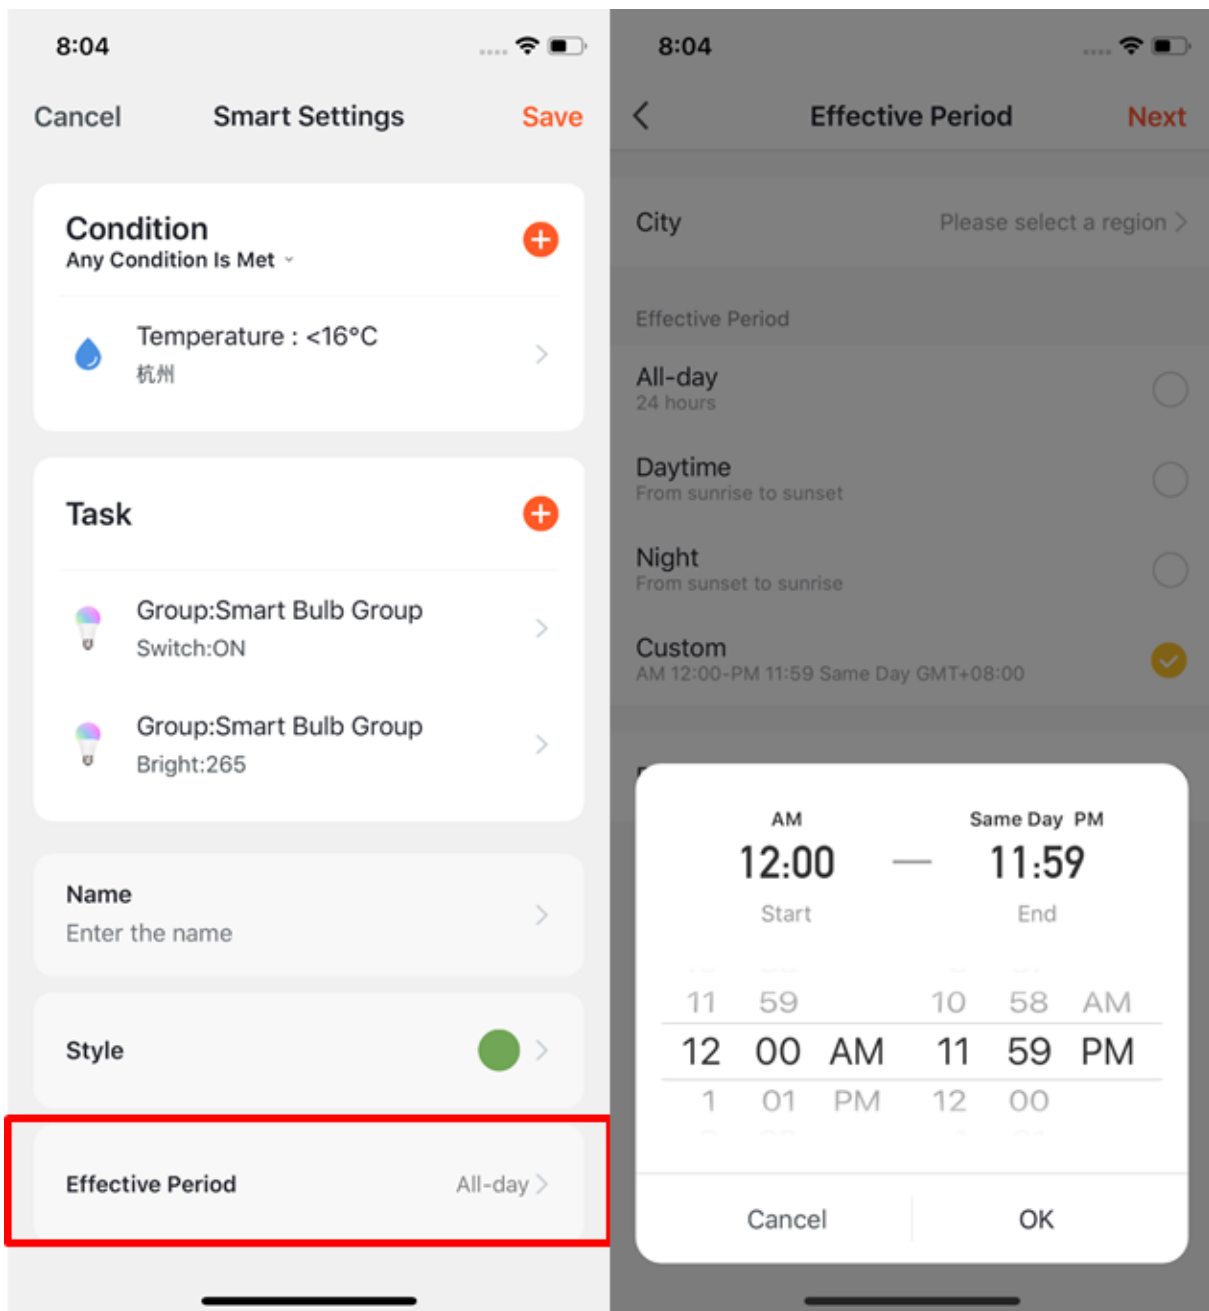 8:04
Cancel
Smart Settings
Save
Condition
Any Condition Is Met
Temperature : <16°C
杭州
Task
Group:Smart Bulb Group
Switch:ON
Group:Smart Bulb Group
Bright:265
Name
Enter the name
Style
Effective Period
All-day
8:04
Effective Period
Next
City
Please select a region
Effective Period
All-day
24 hours
Daytime
From sunrise to sunset
Night
From sunset to sunrise
Custom
AM 12:00-PM 11:59 Same Day GMT+08:00
AM
Same Day PM
12:00 — 11:59
Start
End
11 59 10 58 AM
12 00 AM 11 59 PM
1 01 PM 12 00
Cancel
OK